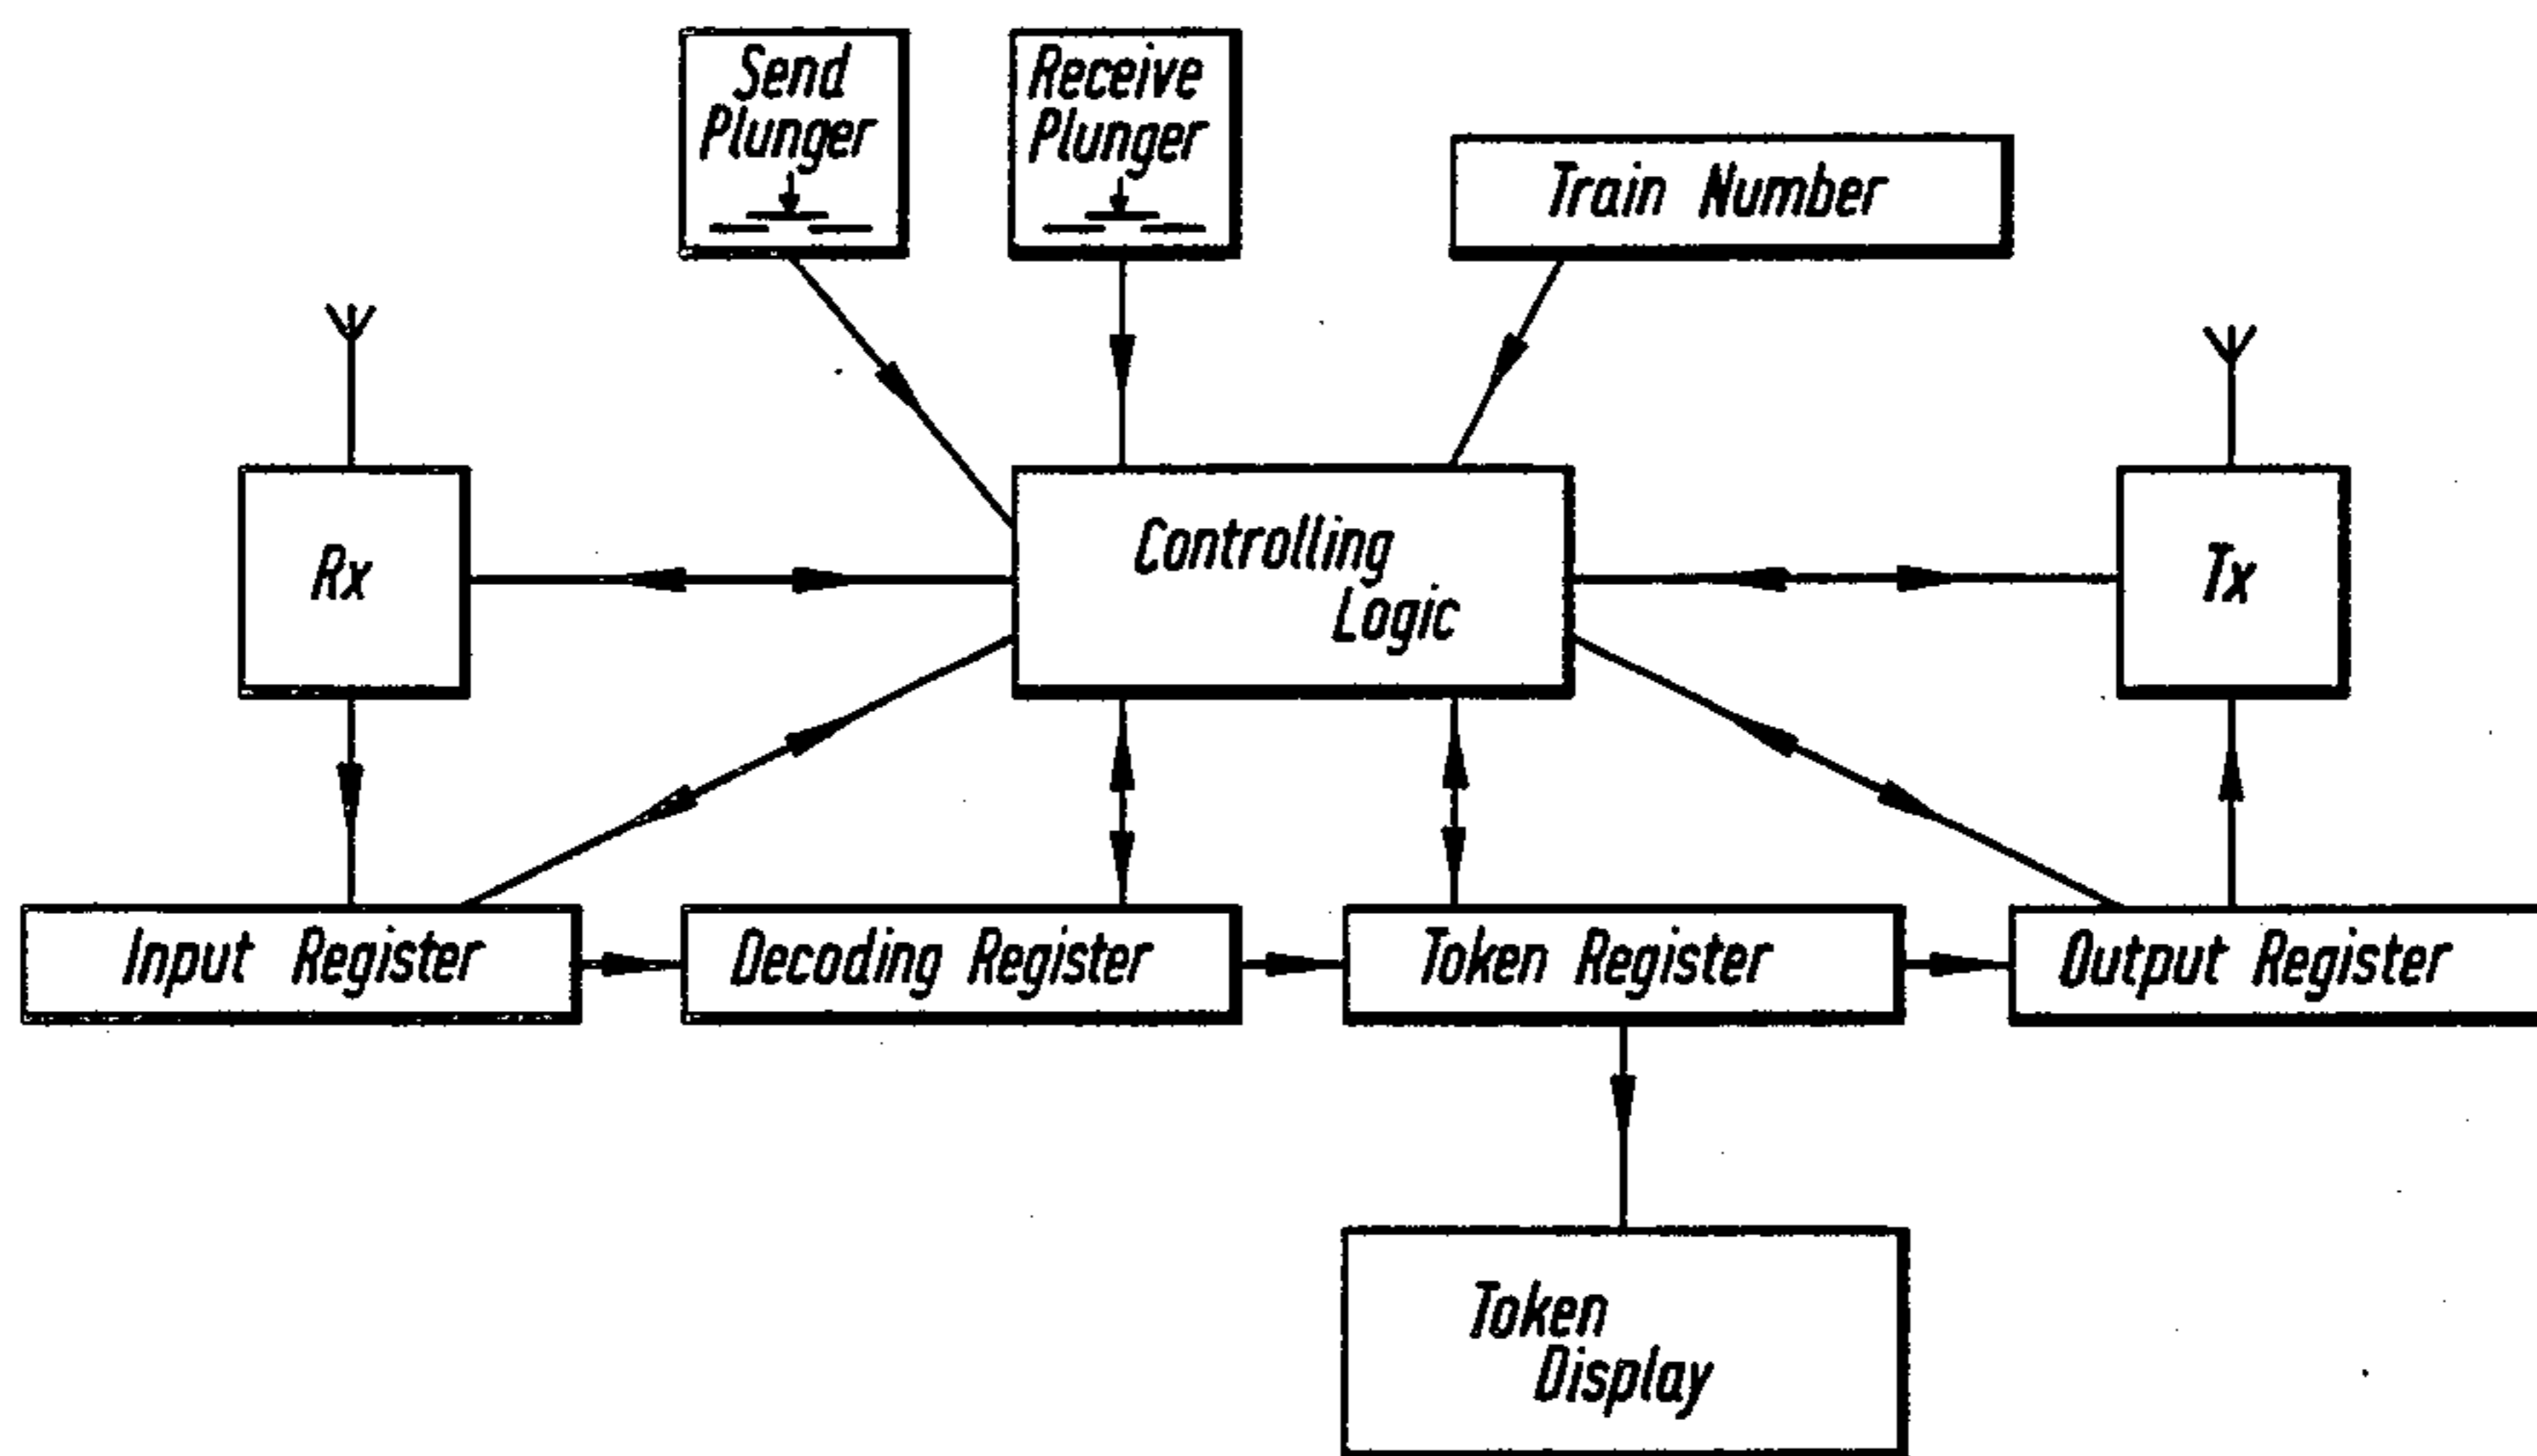 Send
Plunger
Receive
Plunger
Train Number
Rx
Controlling
Logic
Tx
Input Register
Decoding Register
Token Register
Output Register
Token
Display